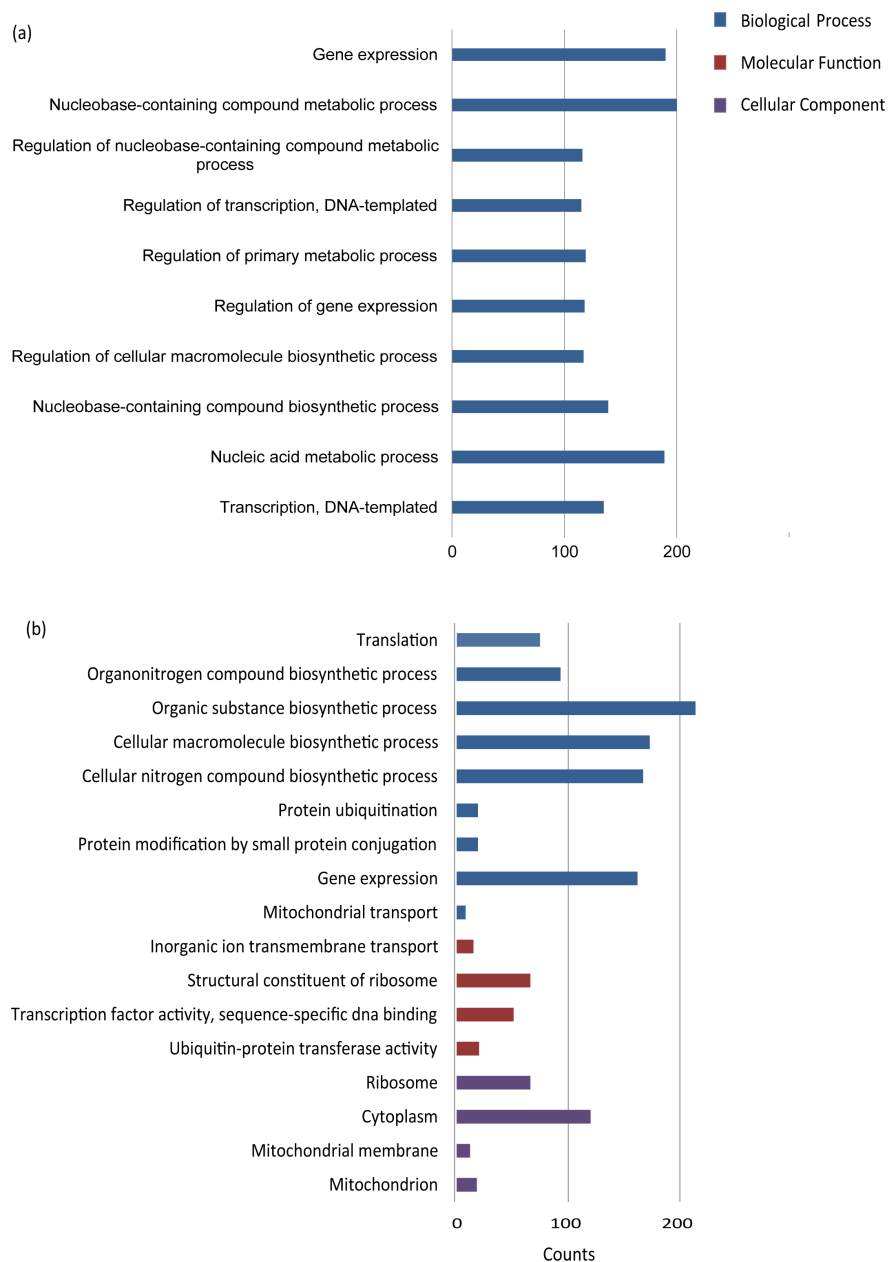 (a)
Biological Process
Molecular Function
Cellular Component
Gene expression
Nucleobase-containing compound metabolic process
Regulation of nucleobase-containing compound metabolic
process
Regulation of transcription, DNA-templated
Regulation of primary metabolic process
Regulation of gene expression
Regulation of cellular macromolecule biosynthetic process
Nucleobase-containing compound biosynthetic process
Nucleic acid metabolic process
Transcription, DNA-templated
0 100 200
(b)
Translation
Organonitrogen compound biosynthetic process
Organic substance biosynthetic process
Cellular macromolecule biosynthetic process
Cellular nitrogen compound biosynthetic process
Protein ubiquitination
Protein modification by small protein conjugation
Gene expression
Mitochondrial transport
Inorganic ion transmembrane transport
Structural constituent of ribosome
Transcription factor activity, sequence-specific dna binding
Ubiquitin-protein transferase activity
Ribosome
Cytoplasm
Mitochondrial membrane
Mitochondrion
0 100 200
Counts